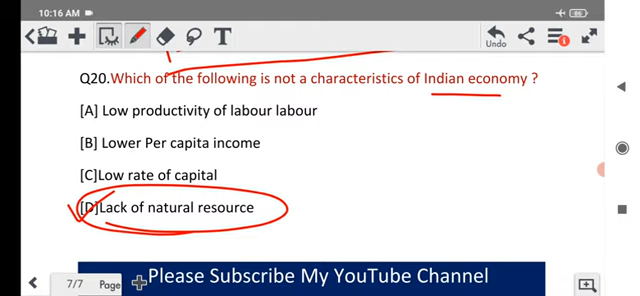 10:16 AM
86
Undo
Q20.Which of the following is not a characteristics of Indian economy ?
[A] Low productivity of labour labour
[B] Lower Per capita income
[C]Low rate of capital
[D]Lack of natural resource
7/7 Page
Please Subscribe My YouTube Channel